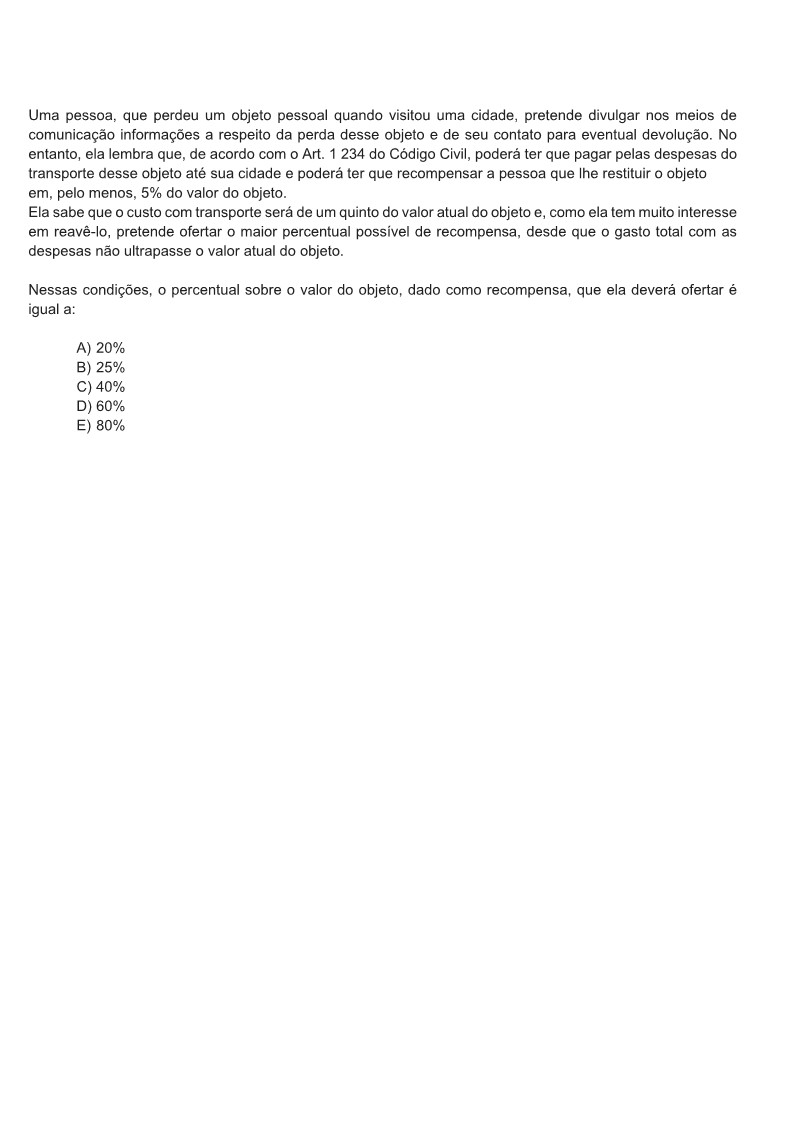 Uma pessoa, que perdeu um objeto pessoal quando visitou uma cidade, pretende divulgar nos meios de
comunicação informações a respeito da perda desse objeto e de seu contato para eventual devolução. No
entanto, ela lembra que, de acordo com o Art. 1 234 do Código Civil, poderá ter que pagar pelas despesas do
transporte desse objeto até sua cidade e poderá ter que recompensar a pessoa que lhe restituir o objeto
em, pelo menos, 5% do valor do objeto.
Ela sabe que o custo com transporte será de um quinto do valor atual do objeto e, como ela tem muito interesse
em reavê-lo, pretende ofertar o maior percentual possível de recompensa, desde que o gasto total com as
despesas não ultrapasse o valor atual do objeto.
Nessas condições, o percentual sobre o valor do objeto, dado como recompensa, que ela deverá ofertar é
igual a:
A) 20%
B) 25%
C) 40%
D) 60%
E) 80%